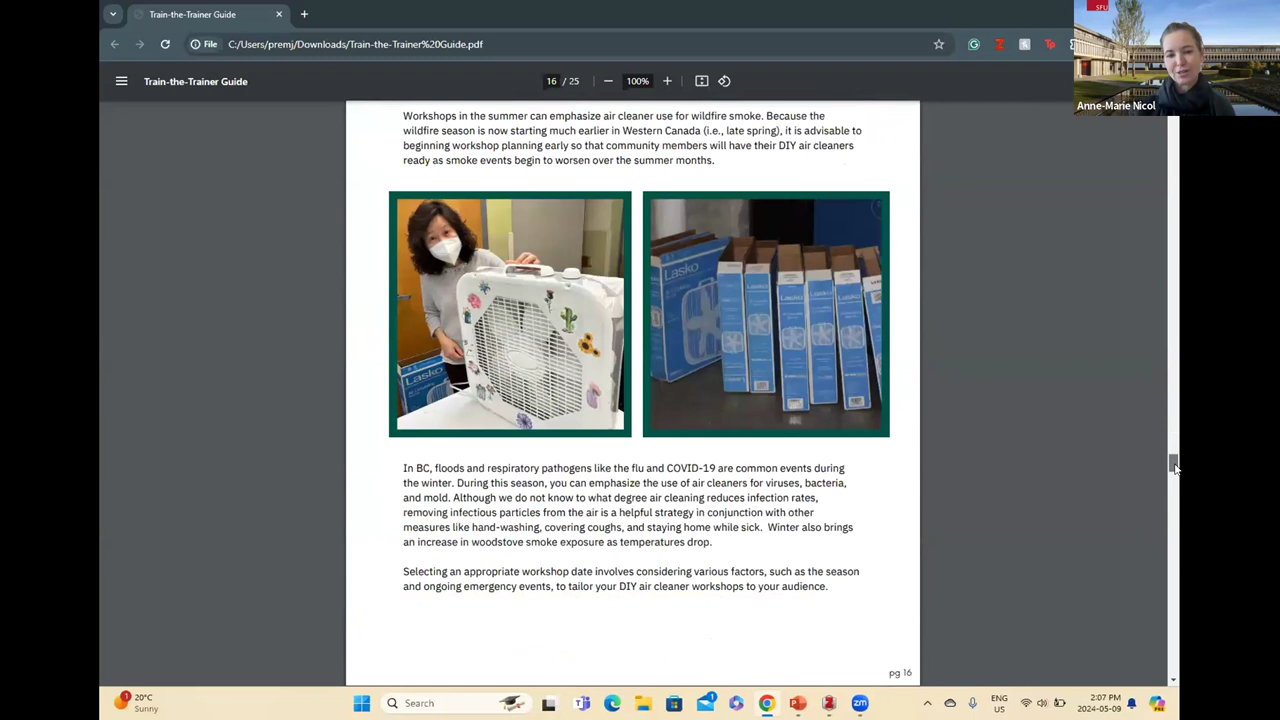 Train-the-Trainer Guide
File
C:/Users/premj/Downloads/Train-the-Trainer%20Guide.pdf
SFU
Anne-Marie Nicol
Train-the-Trainer Guide
16 / 25
100%
Workshops in the summer can emphasize air cleaner use for wildfire smoke. Because the
wildfire season is now starting much earlier in Western Canada (i.e., late spring), it is advisable to
beginning workshop planning early so that community members will have their DIY air cleaners
ready as smoke events begin to worsen over the summer months.
Lasko
Lasko
Lasko
In BC, floods and respiratory pathogens like the flu and COVID-19 are common events during
the winter. During this season, you can emphasize the use of air cleaners for viruses, bacteria,
and mold. Although we do not know to what degree air cleaning reduces infection rates,
removing infectious particles from the air is a helpful strategy in conjunction with other
measures like hand-washing, covering coughs, and staying home while sick.  Winter also brings
an increase in woodstove smoke exposure as temperatures drop.
Selecting an appropriate workshop date involves considering various factors, such as the season
and ongoing emergency events, to tailor your DIY air cleaner workshops to your audience.
pg 16
1
20°C
Sunny
Search
1
zm
ENG
US
2:07 PM
2024-05-09